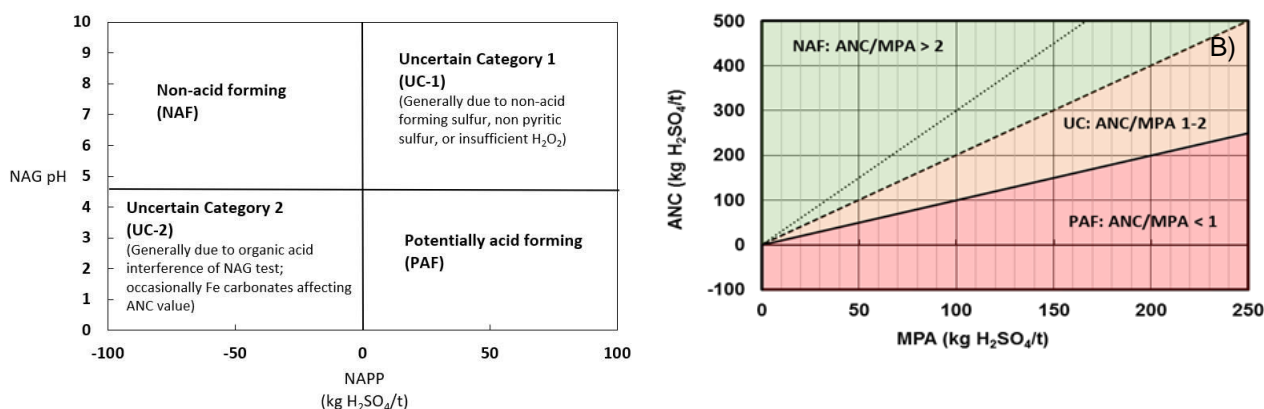 10
9
8
7
6
5
4
3
2
1
0
NAG pH
Non-acid forming
(NAF)
Uncertain Category 1
(UC-1)
(Generally due to non-acid
forming sulfur, non pyritic
sulfur, or insufficient H₂O₂)
Uncertain Category 2
(UC-2)
(Generally due to organic acid
interference of NAG test;
occasionally Fe carbonates affecting
ANC value)
Potentially acid forming
(PAF)
-100 -50 0 50 100
NAPP
(kg H₂SO₄/t)
B)
500
400
300
200
100
0
-100
ANC (kg H₂SO₄/t)
NAF: ANC/MPA > 2
UC: ANC/MPA 1-2
PAF: ANC/MPA < 1
0 50 100 150 200 250
MPA (kg H₂SO₄/t)